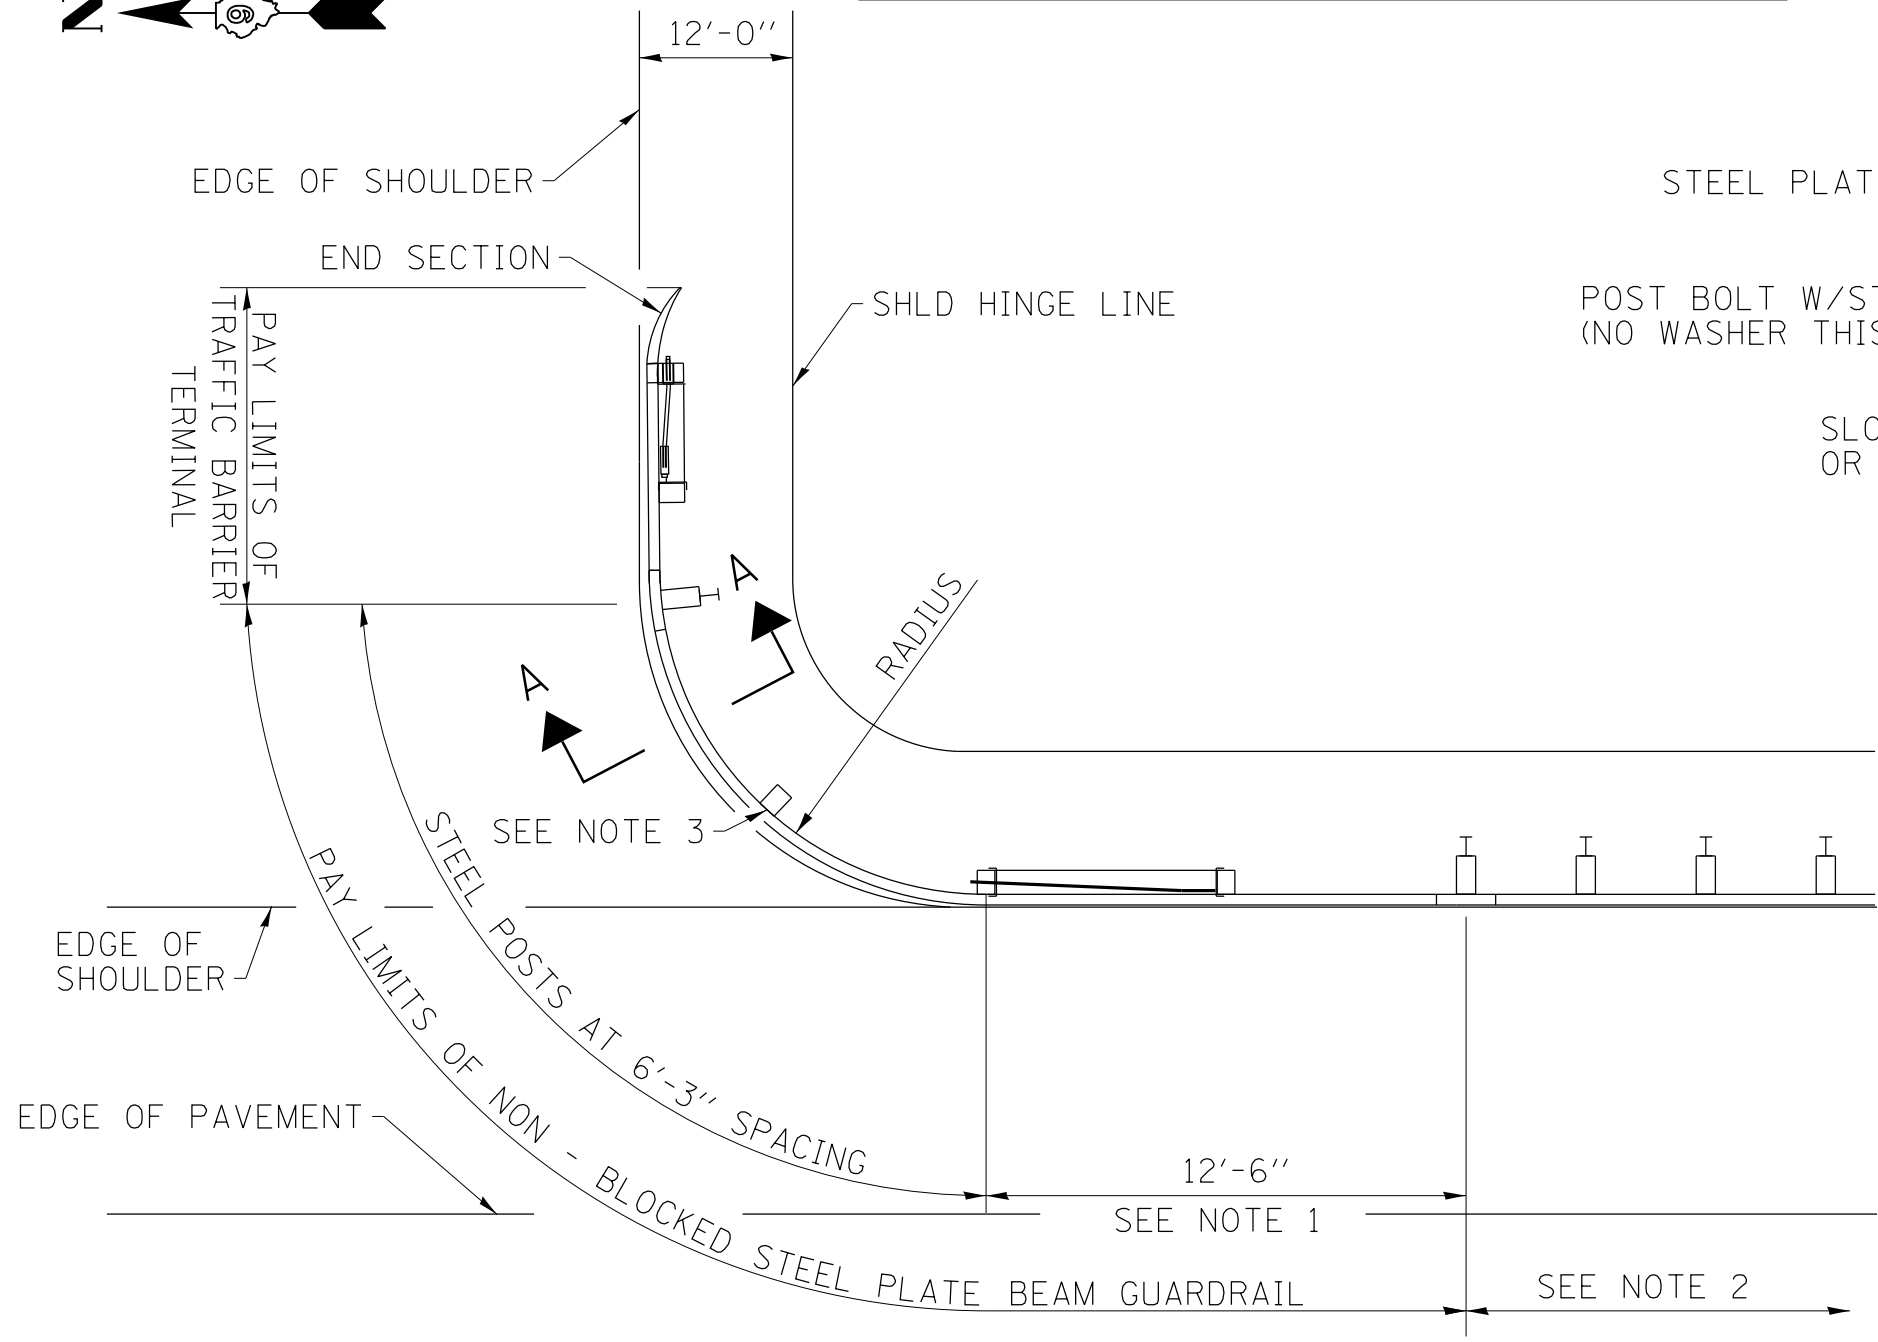 N
12'-0"
EDGE OF SHOULDER
STEEL PLAT
END SECTION
SHLD HINGE LINE
POST BOLT W/ST
(NO WASHER THIS
PAY LIMITS OF
TRAFFIC BARRIER
TERMINAL
SLO
OR
A
A
RADIUS
SEE NOTE 3
EDGE OF
SHOULDER
STEEL POSTS AT 6'-3" SPACING
PAY LIMITS OF NON - BLOCKED STEEL PLATE BEAM GUARDRAIL
EDGE OF PAVEMENT
12'-6"
SEE NOTE 1
SEE NOTE 2